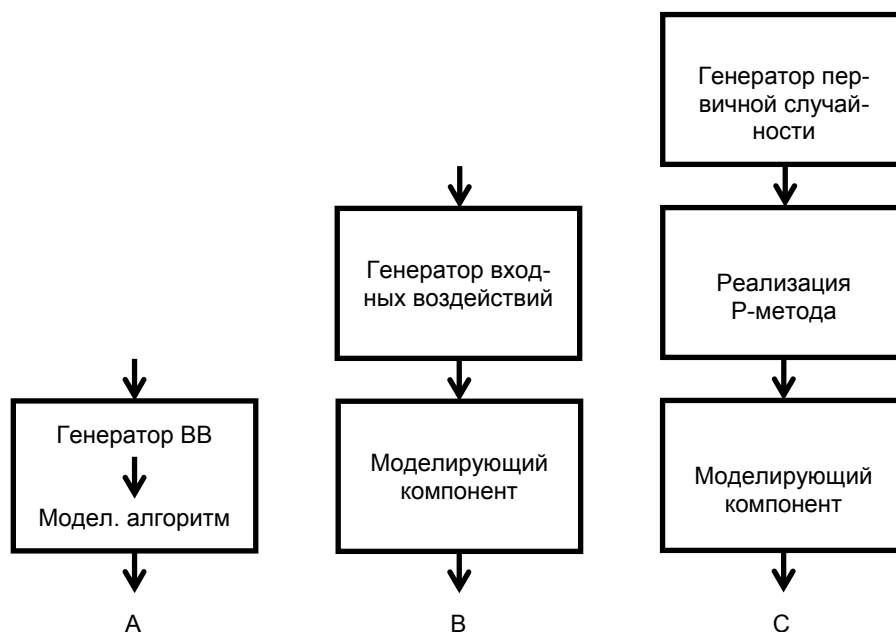 Генератор ВВ
Модел. алгоритм
A
Генератор вход-
ных воздействий
Моделирующий
компонент
B
Генератор пер-
вичной случай-
ности
Реализация
Р-метода
Моделирующий
компонент
C